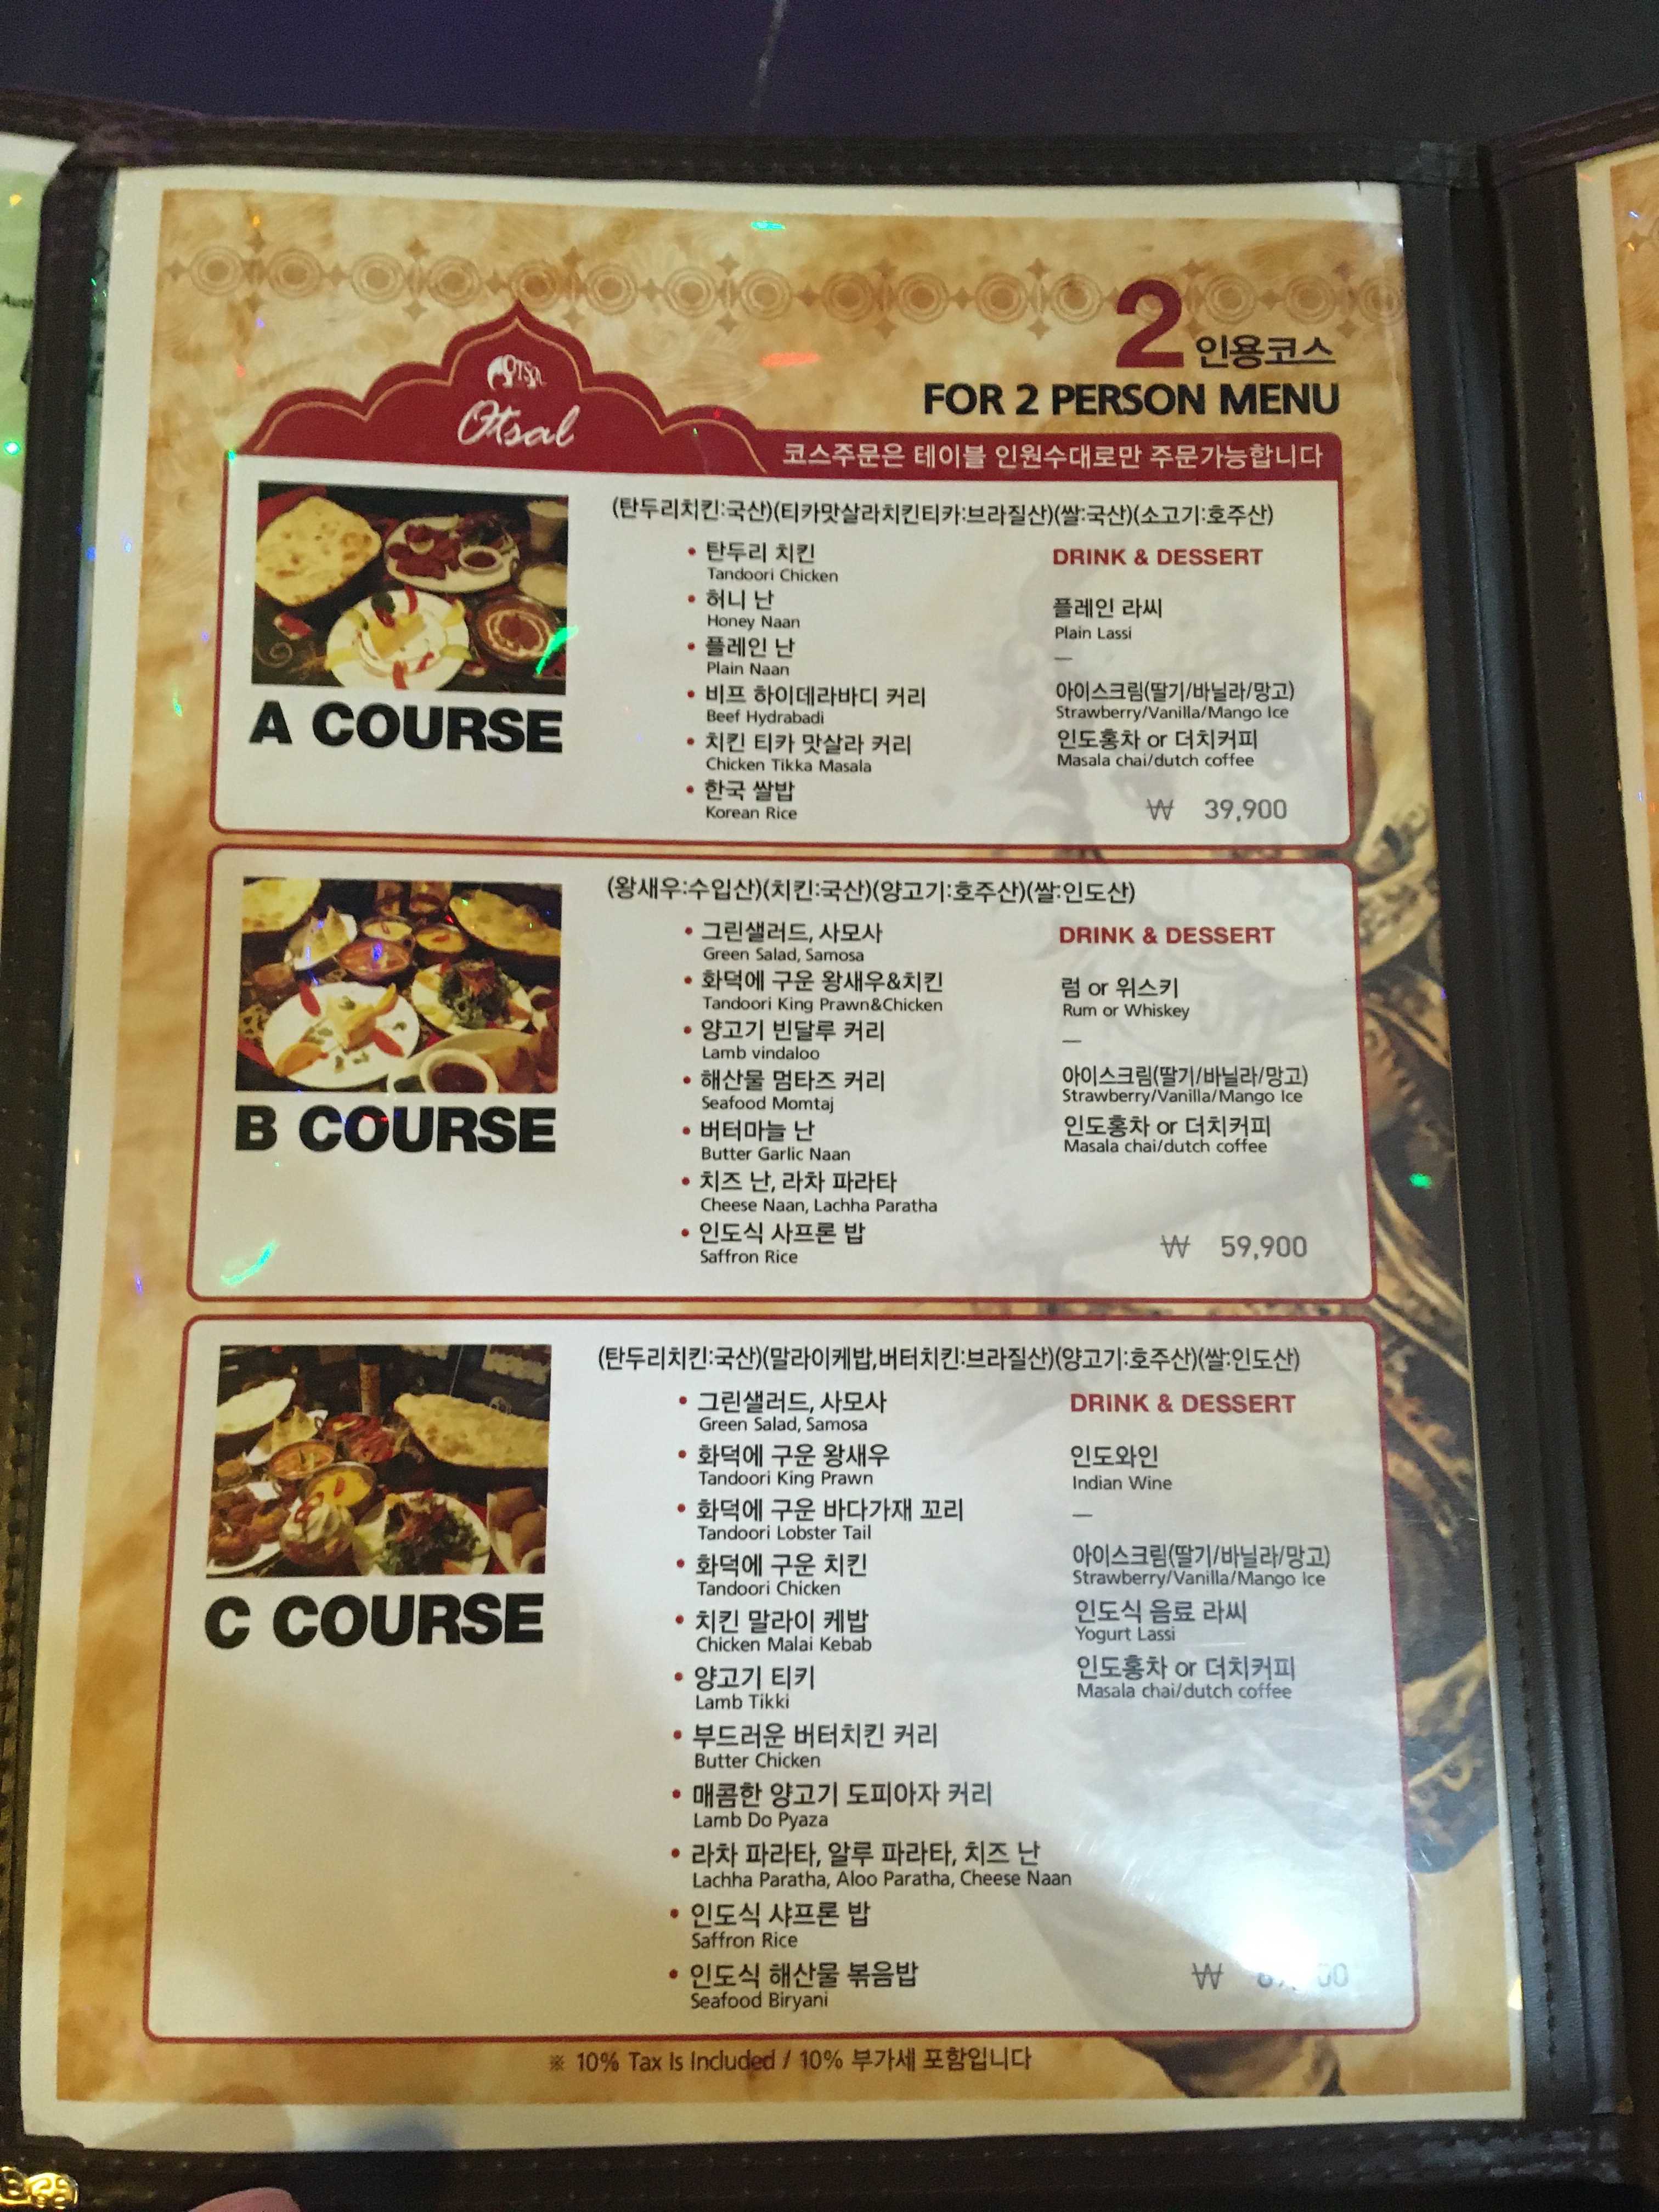 2 인용코스
FOR 2 PERSON MENU
OTSAL
Otsal
코스주문은 테이블 인원수대로만 주문가능합니다
(탄두리치킨:국산)(티카맛살라치킨티카:브라질산)(쌀:국산)(소고기:호주산)
A COURSE
• 탄두리 치킨
Tandoori Chicken
• 허니 난
Honey Naan
• 플레인 난
Plain Naan
• 비프 하이데라바디 커리
Beef Hydrabadi
• 치킨 티카 맛살라 커리
Chicken Tikka Masala
• 한국 쌀밥
Korean Rice
DRINK & DESSERT
플레인 라씨
Plain Lassi
—
아이스크림(딸기/바닐라/망고)
Strawberry/Vanilla/Mango Ice
인도홍차 or 더치커피
Masala chai/dutch coffee
₩ 39,900
(왕새우:수입산)(치킨:국산)(양고기:호주산)(쌀:인도산)
B COURSE
• 그린샐러드, 사모사
Green Salad, Samosa
• 화덕에 구운 왕새우&치킨
Tandoori King Prawn&Chicken
• 양고기 빈달루 커리
Lamb vindaloo
• 해산물 멈타즈 커리
Seafood Momtaj
• 버터마늘 난
Butter Garlic Naan
• 치즈 난, 라차 파라타
Cheese Naan, Lachha Paratha
• 인도식 사프론 밥
Saffron Rice
DRINK & DESSERT
럼 or 위스키
Rum or Whiskey
—
아이스크림(딸기/바닐라/망고)
Strawberry/Vanilla/Mango Ice
인도홍차 or 더치커피
Masala chai/dutch coffee
₩ 59,900
(탄두리치킨:국산)(말라이케밥,버터치킨:브라질산)(양고기:호주산)(쌀:인도산)
C COURSE
• 그린샐러드, 사모사
Green Salad, Samosa
• 화덕에 구운 왕새우
Tandoori King Prawn
• 화덕에 구운 바다가재 꼬리
Tandoori Lobster Tail
• 화덕에 구운 치킨
Tandoori Chicken
• 치킨 말라이 케밥
Chicken Malai Kebab
• 양고기 티키
Lamb Tikki
• 부드러운 버터치킨 커리
Butter Chicken
• 매콤한 양고기 도피아자 커리
Lamb Do Pyaza
• 라차 파라타, 알루 파라타, 치즈 난
Lachha Paratha, Aloo Paratha, Cheese Naan
• 인도식 샤프론 밥
Saffron Rice
• 인도식 해산물 볶음밥
Seafood Biryani
DRINK & DESSERT
인도와인
Indian Wine
—
아이스크림(딸기/바닐라/망고)
Strawberry/Vanilla/Mango Ice
인도식 음료 라씨
Yogurt Lassi
인도홍차 or 더치커피
Masala chai/dutch coffee
₩
※ 10% Tax Is Included / 10% 부가세 포함입니다